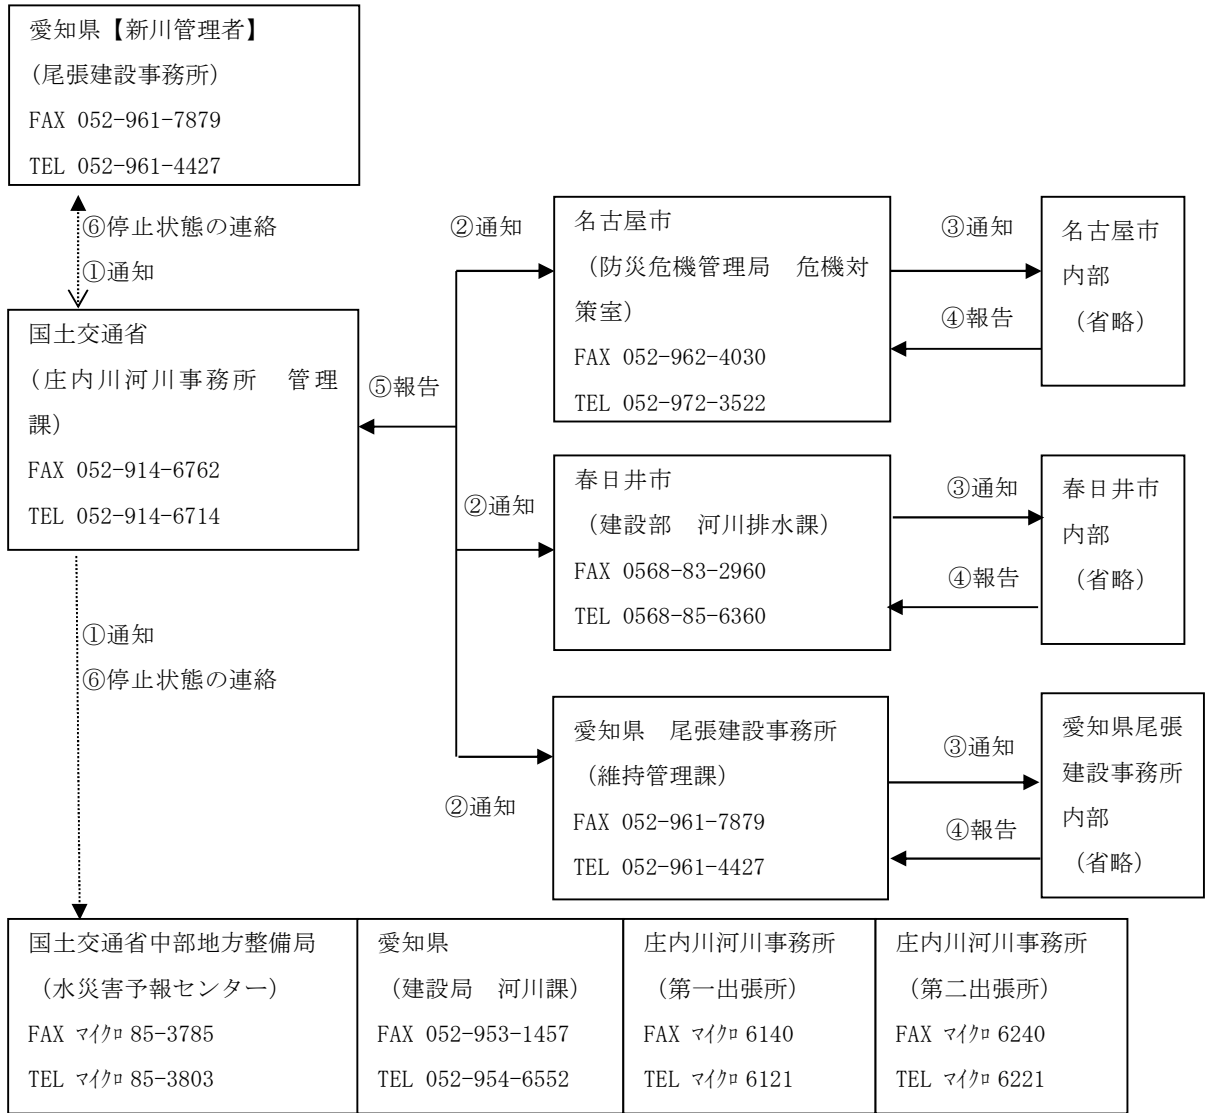 愛知県【新川管理者】
（尾張建設事務所）
FAX 052-961-7879
TEL 052-961-4427
⑥停止状態の連絡
①通知
国土交通省
（庄内川河川事務所　管理
課）
FAX 052-914-6762
TEL 052-914-6714
⑤報告
②通知
名古屋市
（防災危機管理局　危機対
策室）
FAX 052-962-4030
TEL 052-972-3522
③通知
④報告
名古屋市
内部
（省略）
②通知
春日井市
（建設部　河川排水課）
FAX 0568-83-2960
TEL 0568-85-6360
③通知
④報告
春日井市
内部
（省略）
②通知
愛知県　尾張建設事務所
（維持管理課）
FAX 052-961-7879
TEL 052-961-4427
③通知
④報告
愛知県尾張
建設事務所
内部
（省略）
①通知
⑥停止状態の連絡
国土交通省中部地方整備局
（水災害予報センター）
FAX ﾏｲｸﾛ 85-3785
TEL ﾏｲｸﾛ 85-3803
愛知県
（建設局　河川課）
FAX 052-953-1457
TEL 052-954-6552
庄内川河川事務所
（第一出張所）
FAX ﾏｲｸﾛ 6140
TEL ﾏｲｸﾛ 6121
庄内川河川事務所
（第二出張所）
FAX ﾏｲｸﾛ 6240
TEL ﾏｲｸﾛ 6221